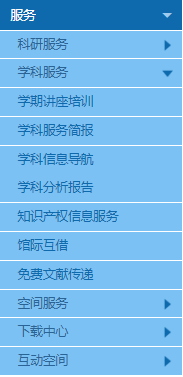 服务
科研服务
学科服务
学期讲座培训
学科服务简报
学科信息导航
学科分析报告
知识产权信息服务
馆际互借
免费文献传递
空间服务
下载中心
互动空间